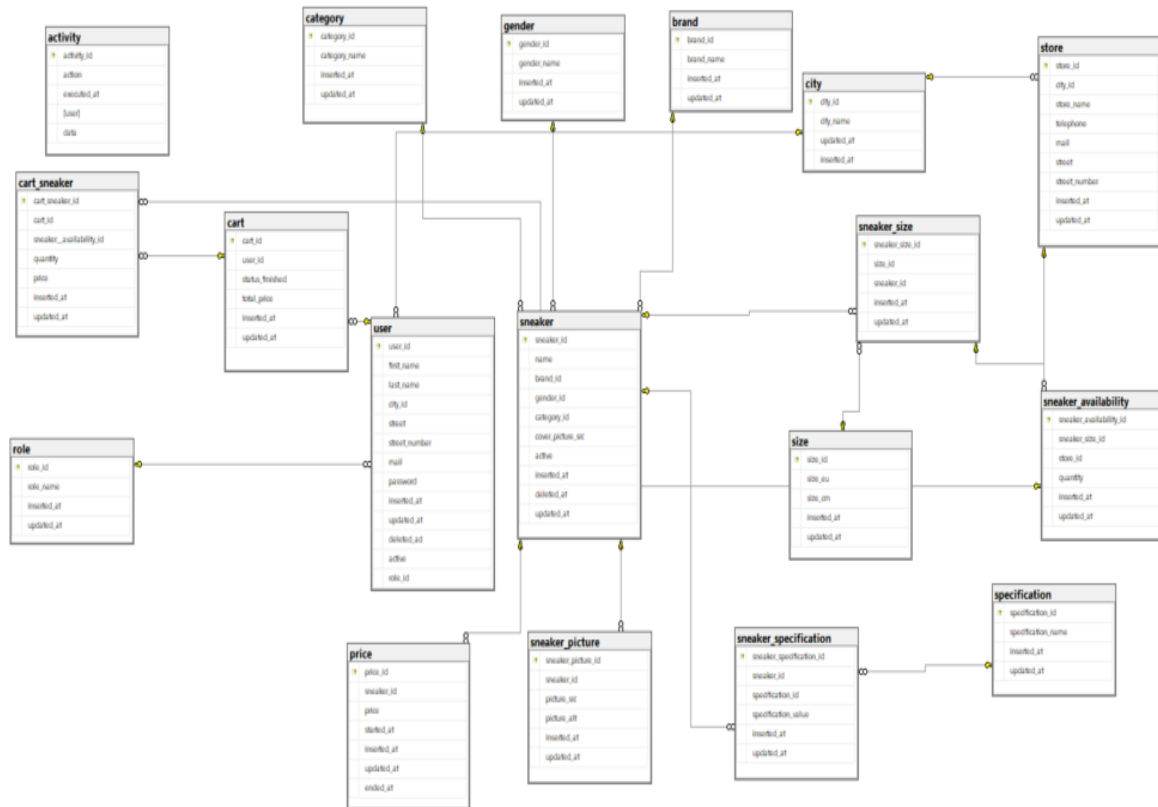 activity
activity_id
action
executed_at
[user]
data
category
category_id
category_name
inserted_at
updated_at
gender
gender_id
gender_name
inserted_at
updated_at
brand
brand_id
brand_name
inserted_at
updated_at
city
city_id
city_name
updated_at
inserted_at
store
store_id
city_id
store_name
telephone
mail
street
street_number
inserted_at
updated_at
cart_sneaker
cart_sneaker_id
cart_id
sneaker__availability_id
quantity
price
inserted_at
updated_at
cart
cart_id
user_id
status_finished
total_price
inserted_at
updated_at
user
user_id
first_name
last_name
city_id
street
street_number
mail
password
inserted_at
updated_at
deleted_ad
active
role_id
sneaker
sneaker_id
name
brand_id
gender_id
category_id
cover_picture_src
active
inserted_at
deleted_at
updated_at
sneaker_size
sneaker_size_id
size_id
sneaker_id
inserted_at
updated_at
sneaker_availability
sneaker_availability_id
sneaker_size_id
store_id
quantity
inserted_at
updated_at
size
size_id
size_eu
size_cm
inserted_at
updated_at
role
role_id
role_name
inserted_at
updated_at
price
price_id
sneaker_id
price
started_at
inserted_at
updated_at
ended_at
sneaker_picture
sneaker_picture_id
sneaker_id
picture_src
picture_alt
inserted_at
updated_at
sneaker_specification
sneaker_specification_id
sneaker_id
specification_id
specification_value
inserted_at
updated_at
specification
specification_id
specification_name
inserted_at
updated_at